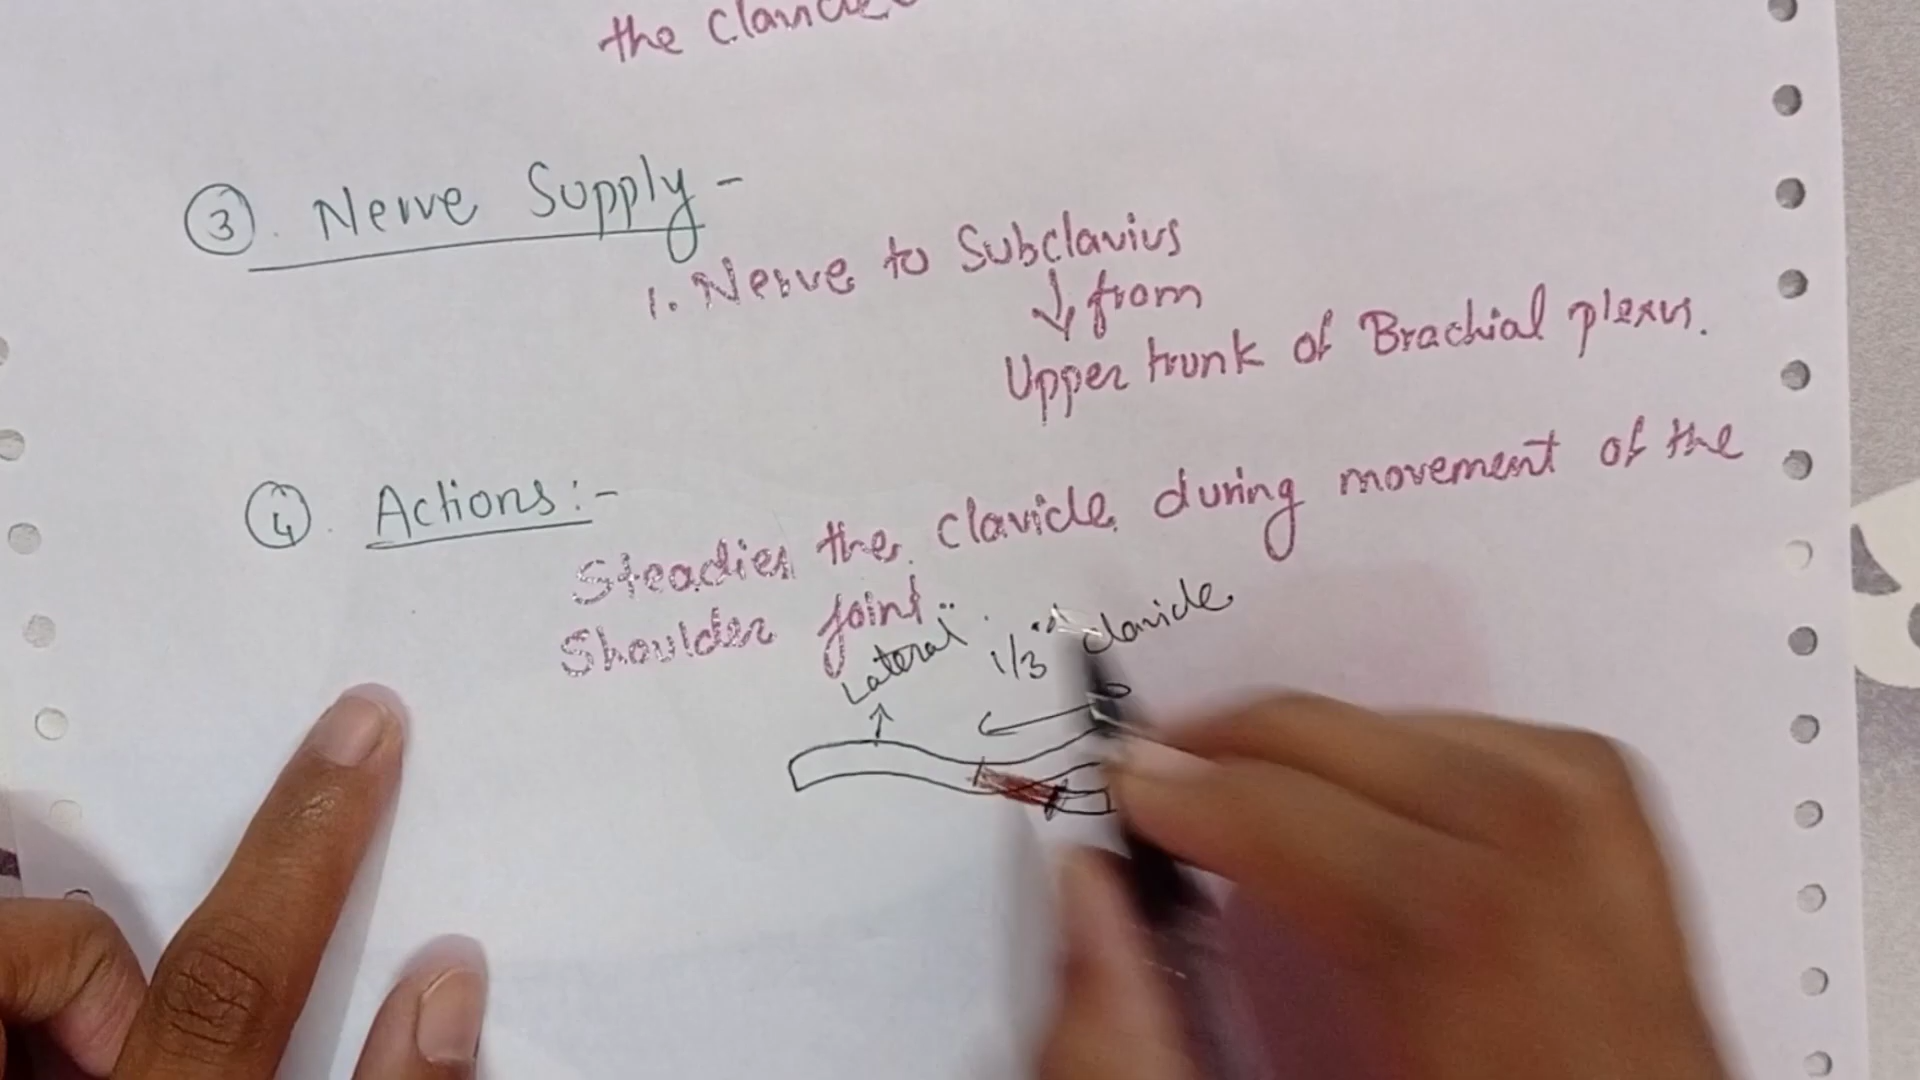 the Clavicle
③. Nerve Supply -
1. Nerve to Subclavius
↓ from
Upper trunk of Brachial plexus.
④. Actions :-
Steadies the clavicle during movement of the
Shoulder joint.
Lateral 1/3 clavicle